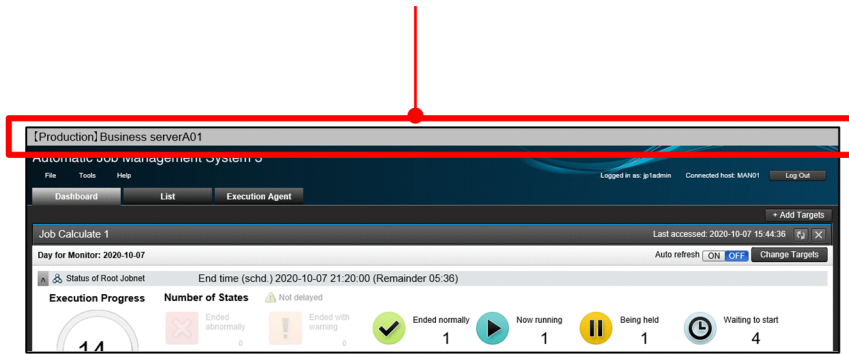 【Production】Business serverA01
Automatic Job Management System 3
File Tools Help
Logged in as: jp1admin Connected host: MAN01 Log Out
Dashboard List Execution Agent
+ Add Targets
Job Calculate 1 Last accessed: 2020-10-07 15:44:36
Day for Monitor: 2020-10-07 Auto refresh ON OFF Change Targets
Status of Root Jobnet End time (schd.) 2020-10-07 21:20:00 (Remainder 05:36)
Execution Progress Number of States Not delayed
Ended abnormally 0
Ended with warning 0
Ended normally 1
Now running 1
Being held 1
Waiting to start 4
14